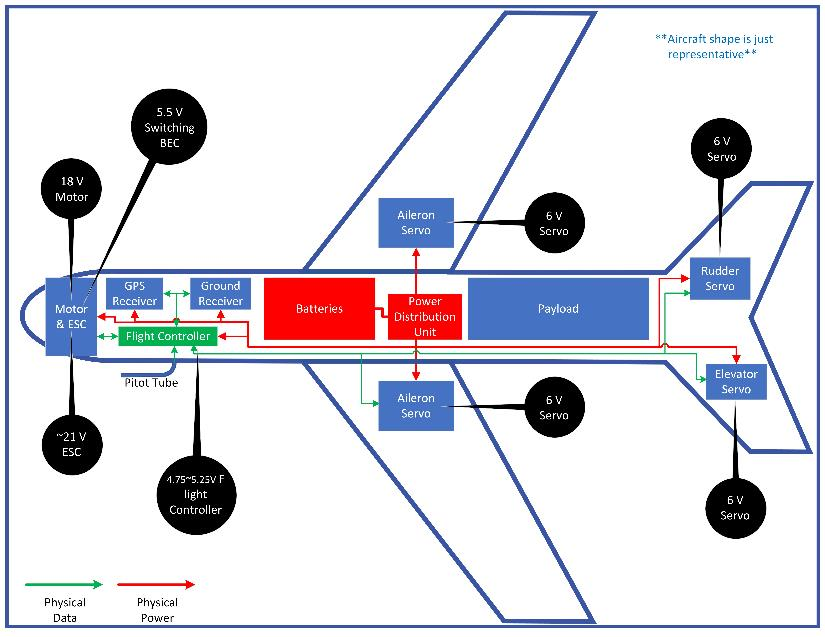 **Aircraft shape is just
representative**
5.5 V
Switching
BEC
18 V
Motor
6 V
Servo
Aileron
Servo
6 V
Servo
Rudder
Servo
GPS
Receiver
Ground
Receiver
Batteries
Power
Distribution
Unit
Payload
Motor
& ESC
Flight Controller
Pitot Tube
Elevator
Servo
Aileron
Servo
6 V
Servo
~21 V
ESC
4.75~5.25V F
light
Controller
6 V
Servo
Physical
Data
Physical
Power